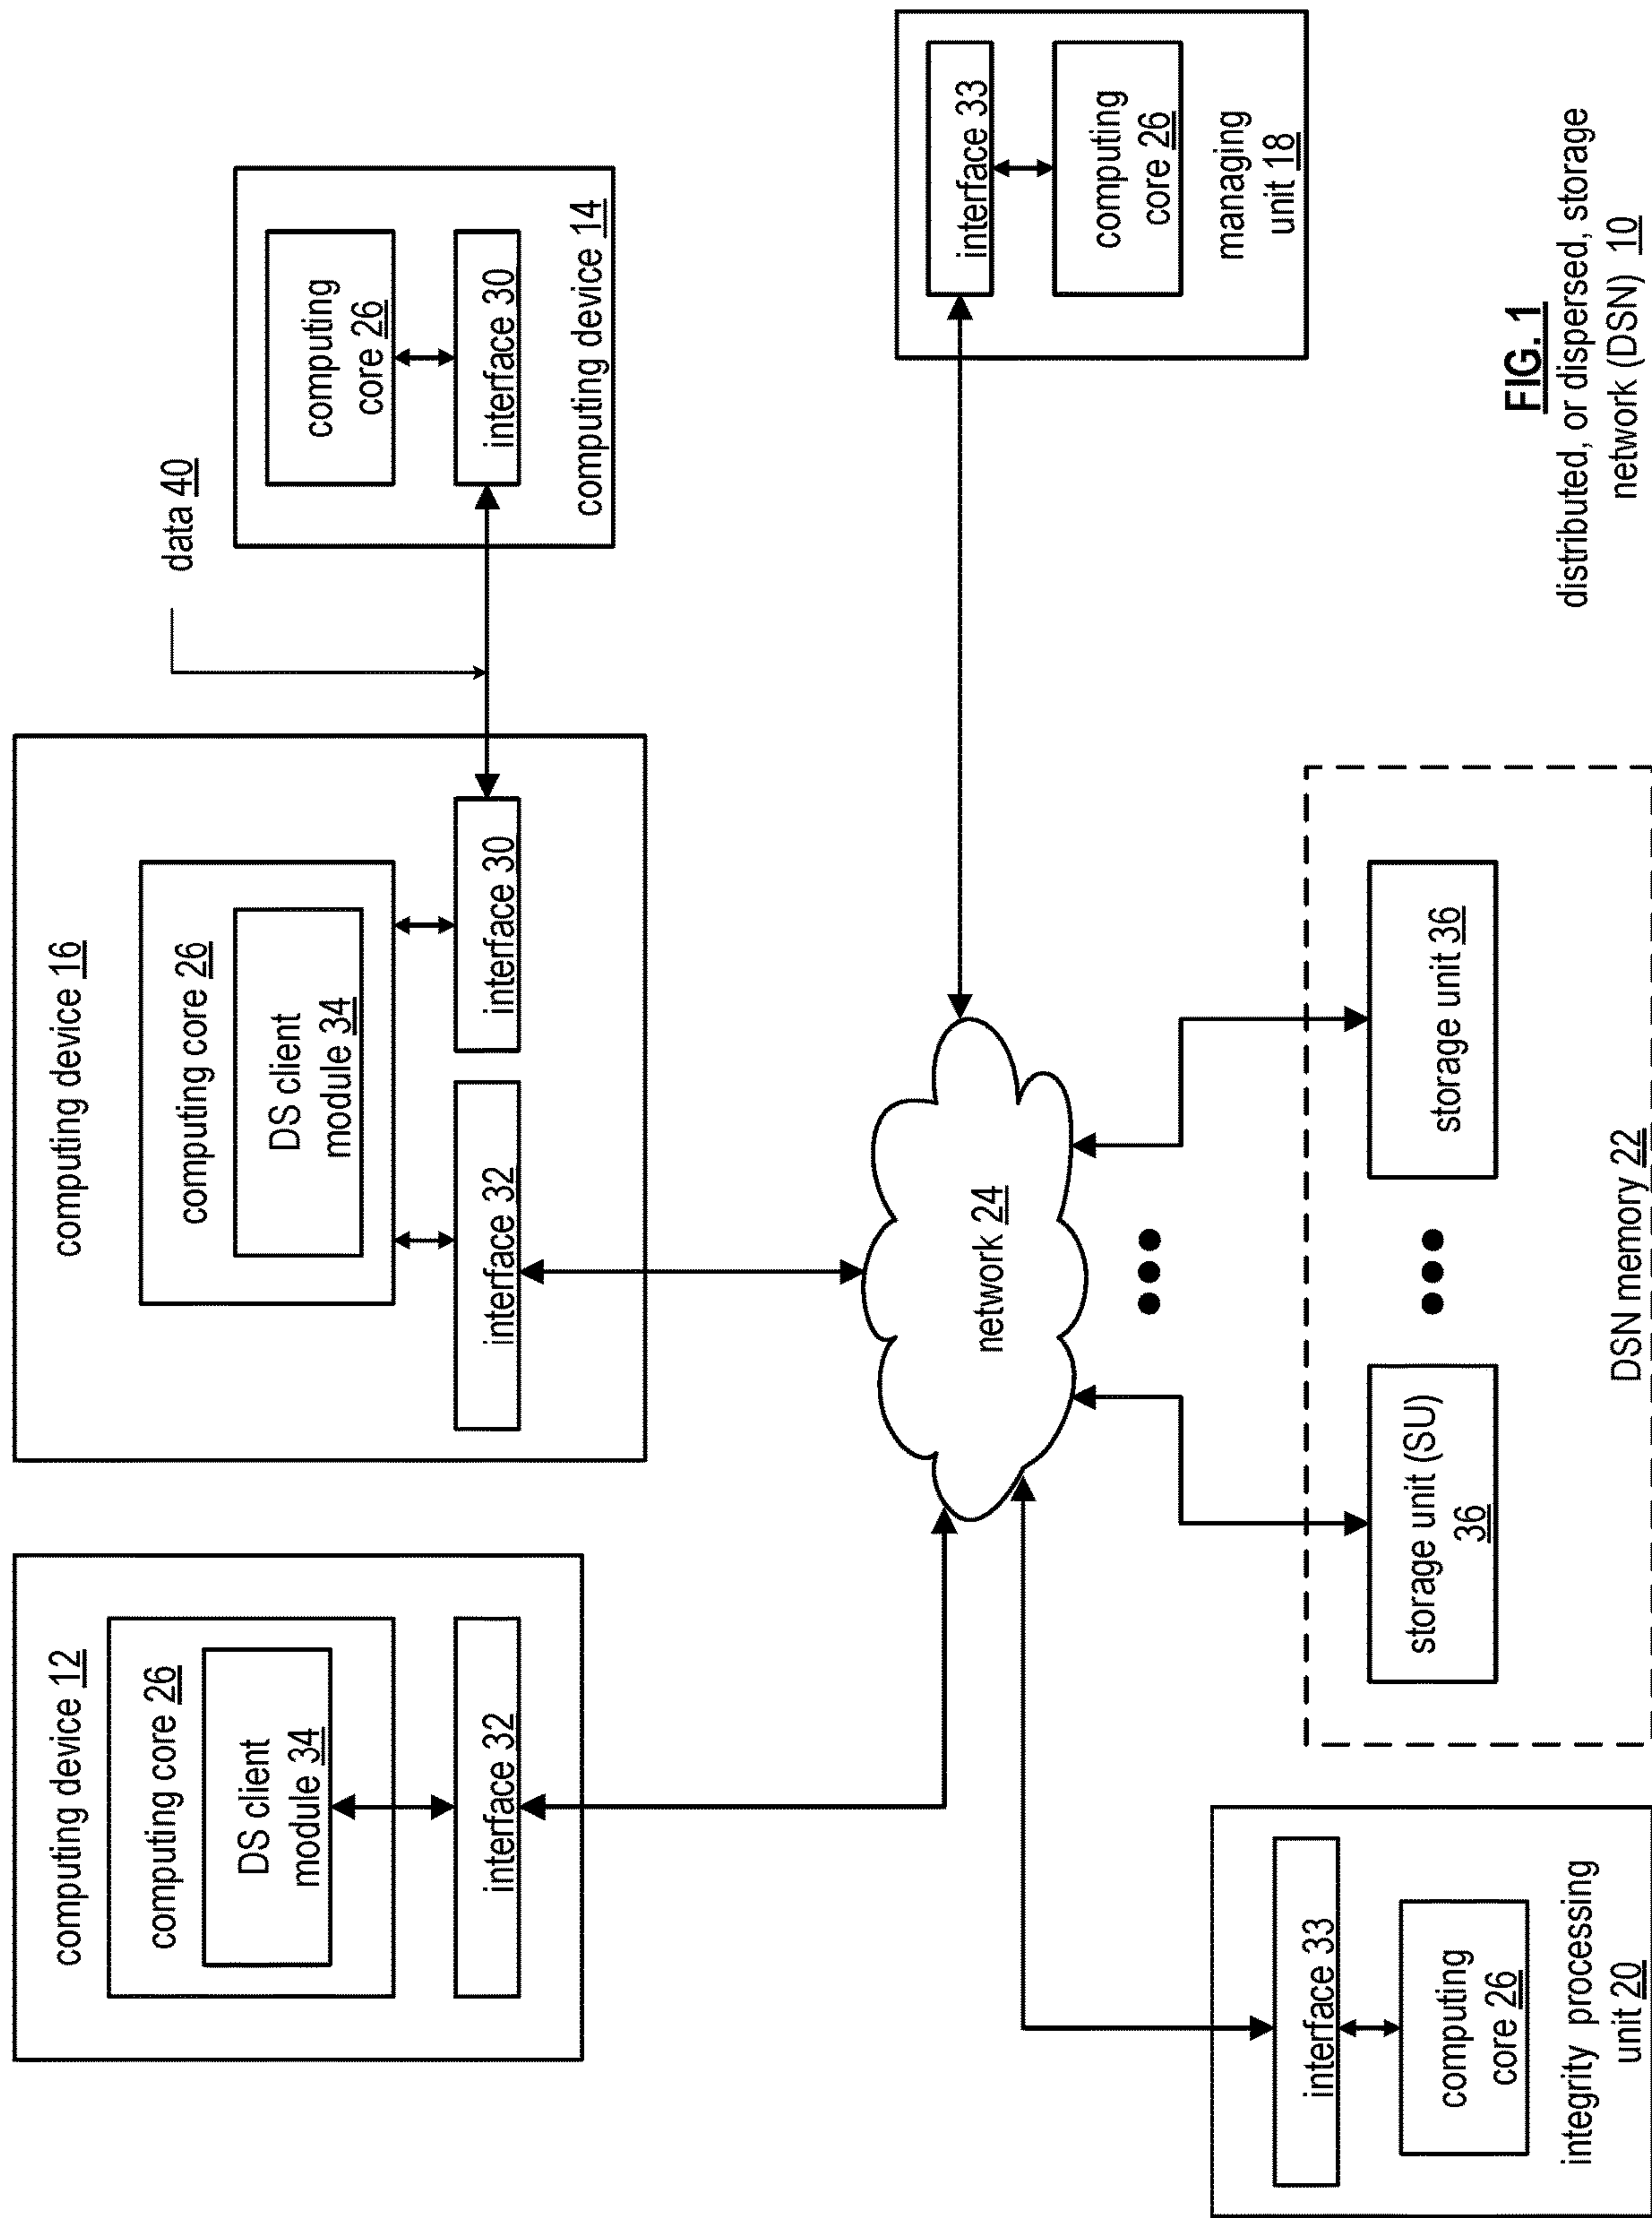 computing device 12
computing core 26
DS client
module 34
interface 32
computing device 16
computing core 26
DS client
module 34
interface 32
interface 30
data 40
computing
core 26
interface 30
computing device 14
network 24
interface 33
computing
core 26
managing
unit 18
interface 33
computing
core 26
integrity processing
unit 20
storage unit (SU)
36
storage unit 36
DSN memory 22
FIG. 1
distributed, or dispersed, storage
network (DSN) 10